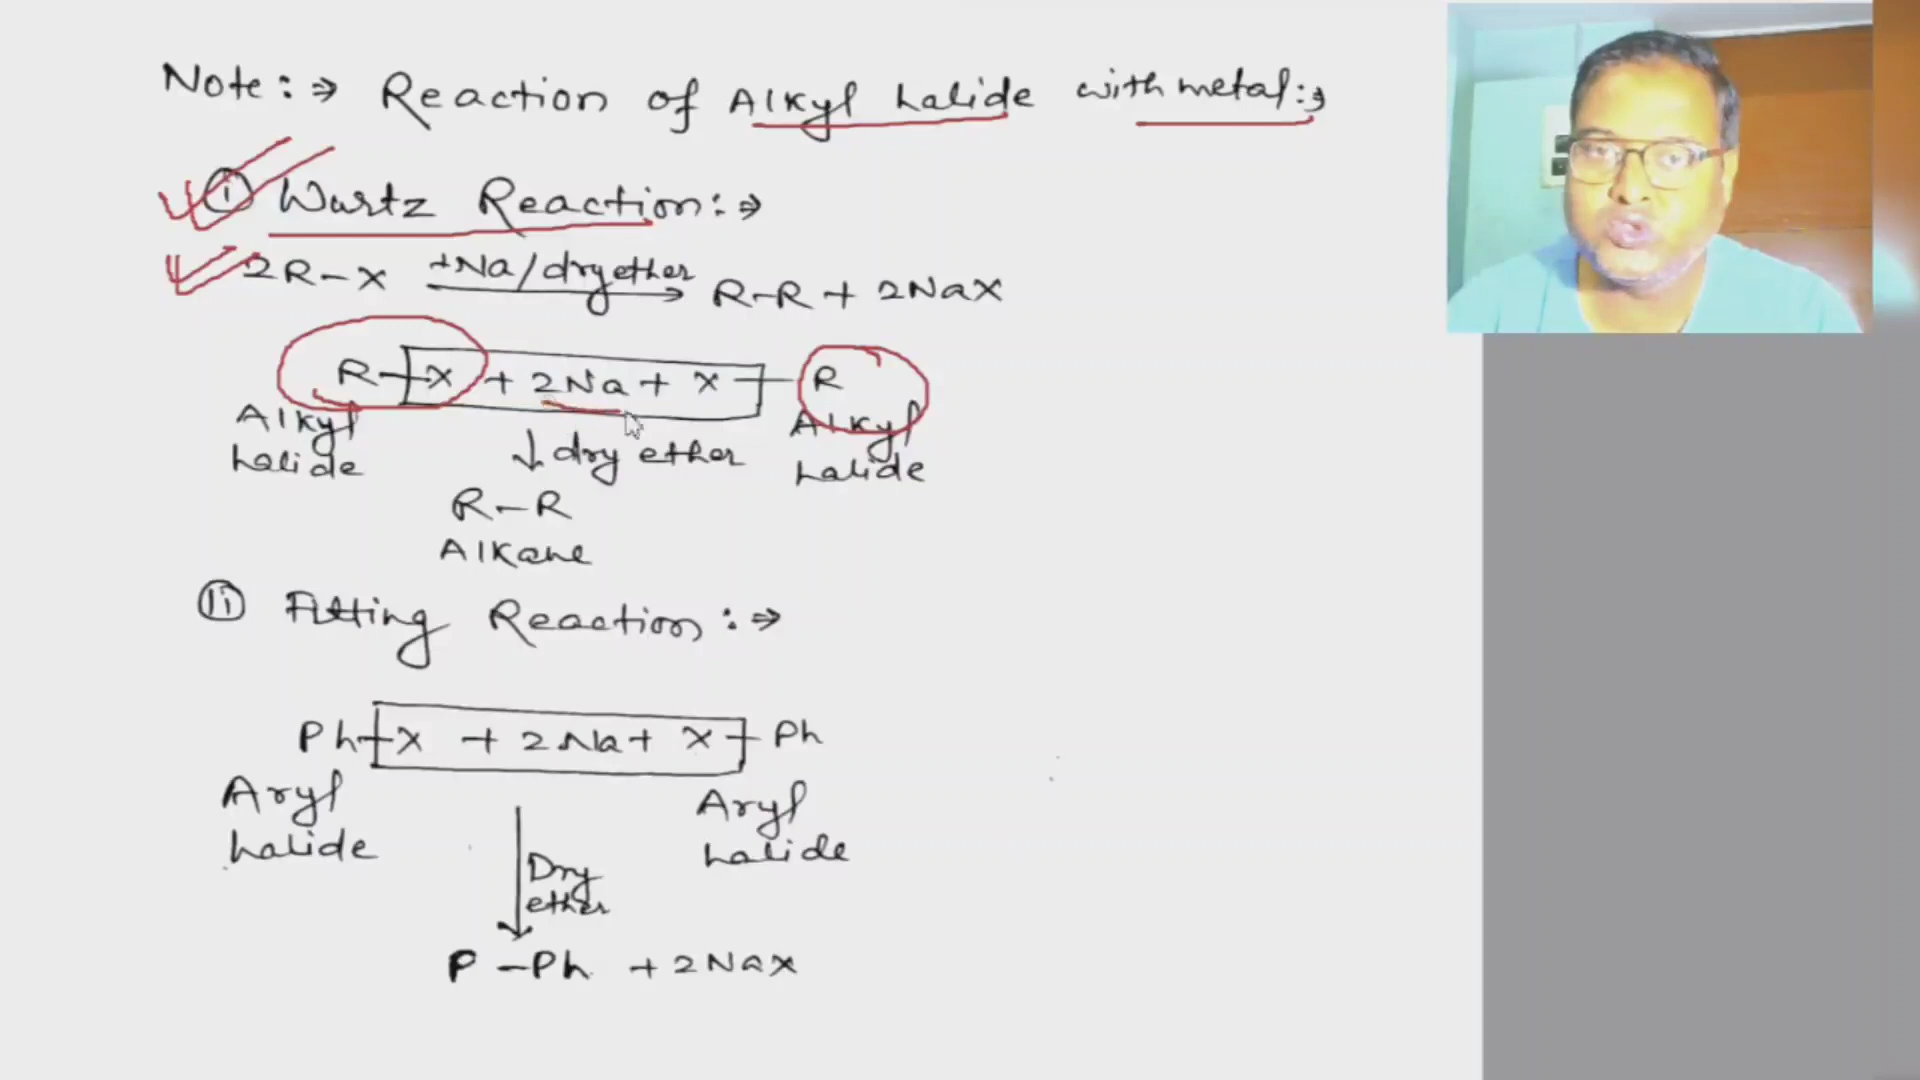 Note:⇒ Reaction of Alkyl halide with metal:⇒
① Wurtz Reaction:⇒
2R-X +Na/dry ether → R-R + 2NaX
R-X + 2Na + X-R
Alkyl halide Alkyl halide
↓ dry ether
R-R
Alkane
ⅱ Fitting Reaction:⇒
Ph-X + 2Na + X-Ph
Aryl halide Aryl halide
↓ Dry ether
P -Ph + 2NaX